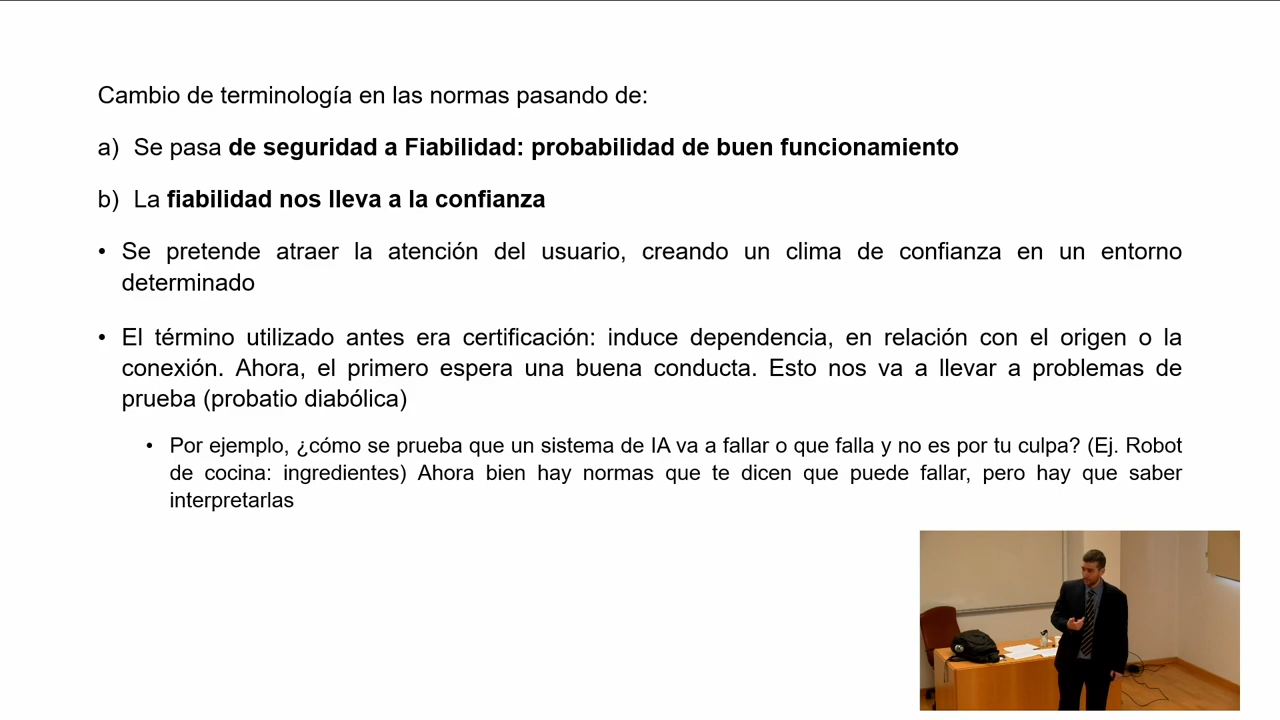 Cambio de terminología en las normas pasando de:
a) Se pasa de seguridad a Fiabilidad: probabilidad de buen funcionamiento
b) La fiabilidad nos lleva a la confianza
• Se pretende atraer la atención del usuario, creando un clima de confianza en un entorno
determinado
• El término utilizado antes era certificación: induce dependencia, en relación con el origen o la
conexión. Ahora, el primero espera una buena conducta. Esto nos va a llevar a problemas de
prueba (probatio diabólica)
• Por ejemplo, ¿cómo se prueba que un sistema de IA va a fallar o que falla y no es por tu culpa? (Ej. Robot
de cocina: ingredientes) Ahora bien hay normas que te dicen que puede fallar, pero hay que saber
interpretarlas